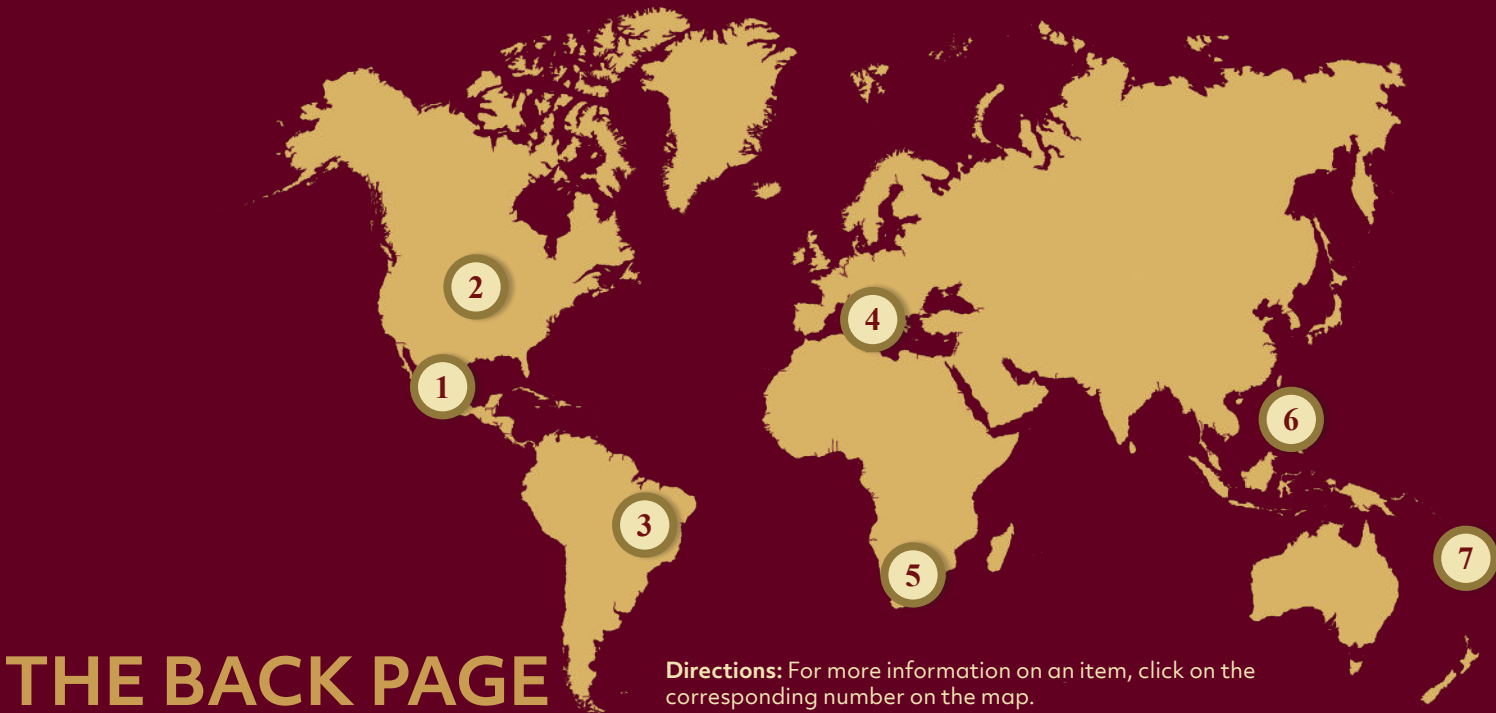 2
4
1
6
3
7
5
THE BACK PAGE
Directions: For more information on an item, click on the
corresponding number on the map.